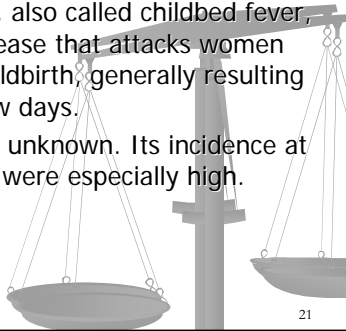 , also called childbed fever,
ease that attacks women
ldbirth, generally resulting
w days.
unknown. Its incidence at
were especially high.
21